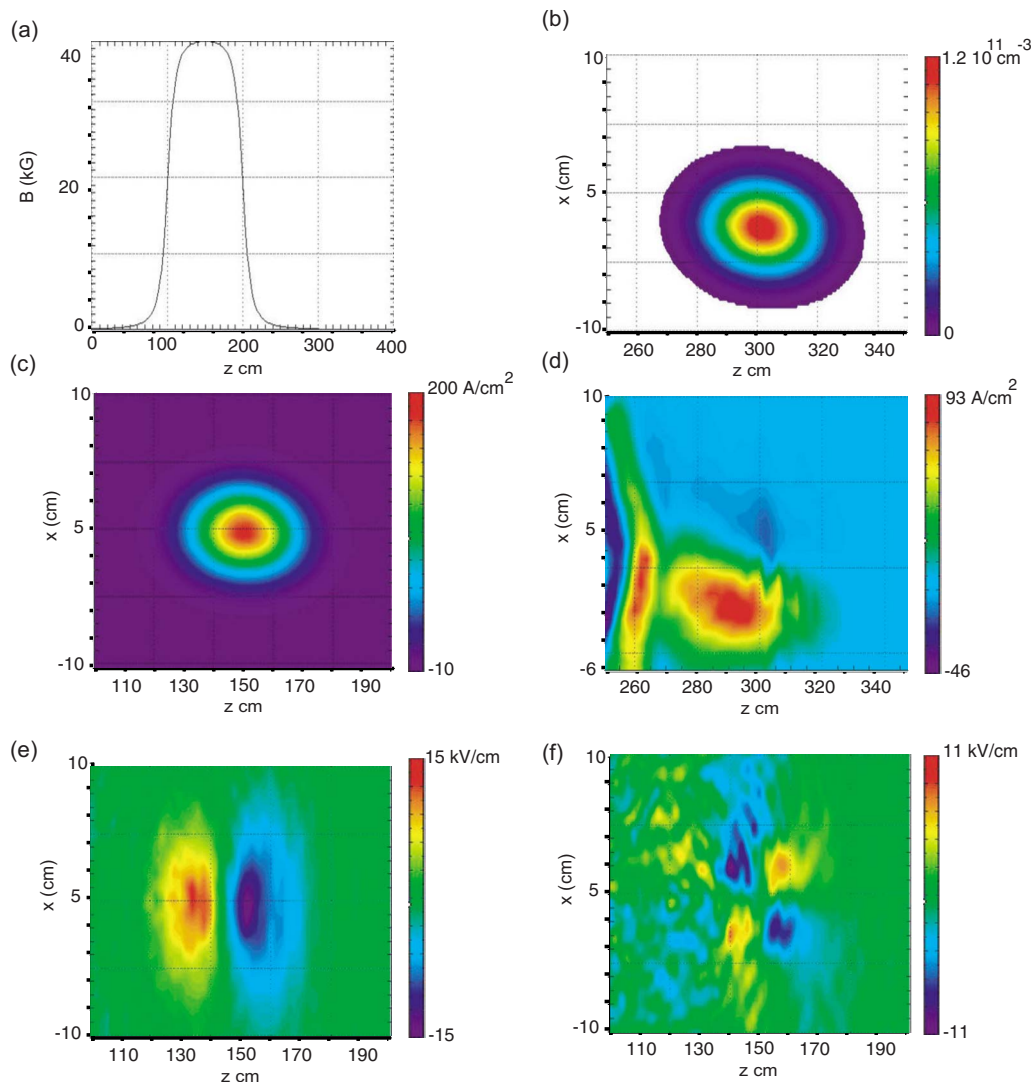 (a)
40
20
0
B (kG)
0 100 200 300 400
z cm
(b)
10
5
-10
x (cm)
260 280 300 320 340
z cm
1.2 10 11 cm -3
0
(c)
10
5
-10
x (cm)
110 130 150 170 190
z cm
200 A/cm2
-10
(d)
10
5
-6
x (cm)
260 280 300 320 340
z cm
93 A/cm2
-46
(e)
10
5
-10
x (cm)
110 130 150 170 190
z cm
15 kV/cm
-15
(f)
10
5
-10
x (cm)
110 130 150 170 190
z cm
11 kV/cm
-11